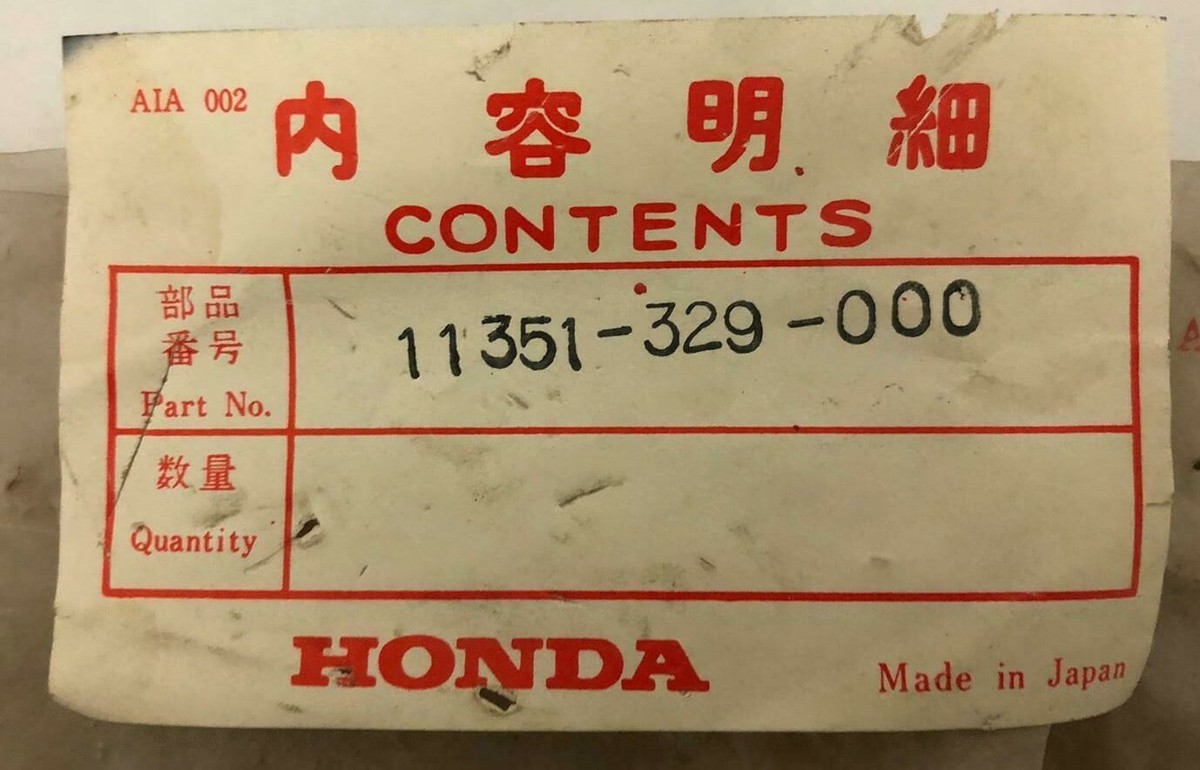 AIA 002
内容明細
CONTENTS
部品
番号
Part No.
11351-329-000
数量
Quantity
HONDA
Made in Japan